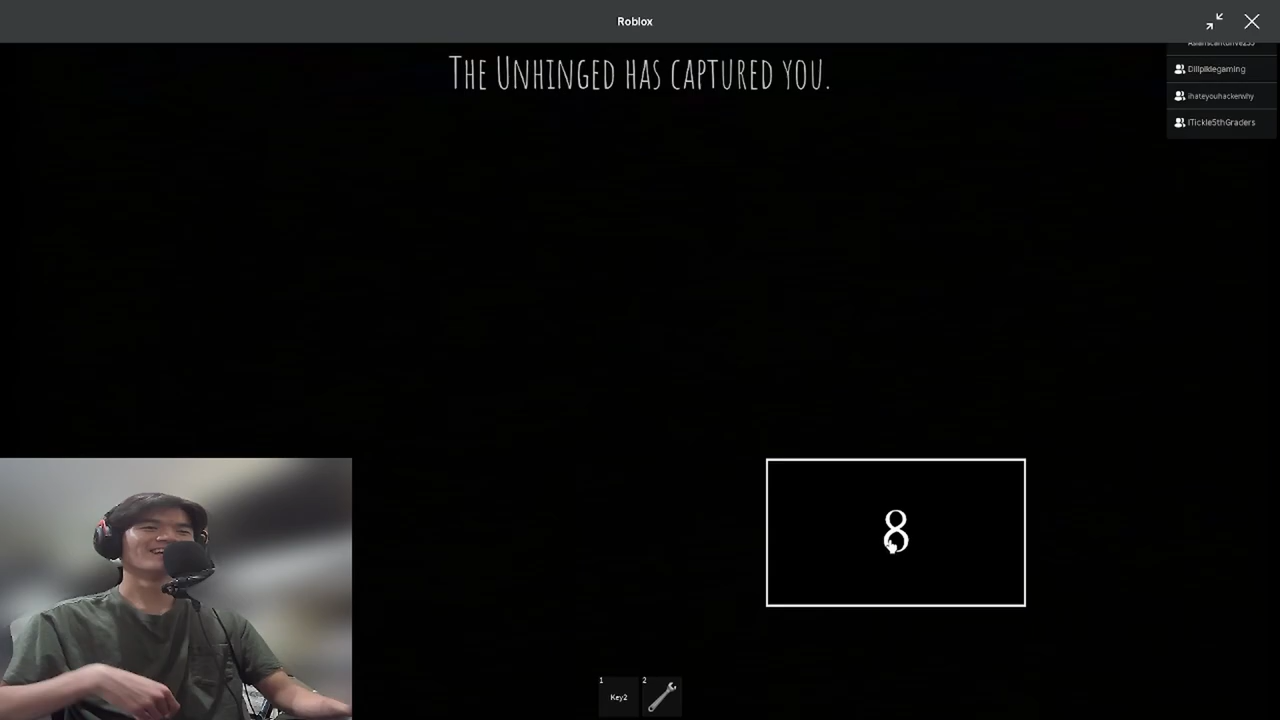 Roblox
THE UNHINGED HAS CAPTURED YOU.
Dillpiklegaming
ihateyouhackerwhy
ITickle5thGraders
8
1
Key2
2